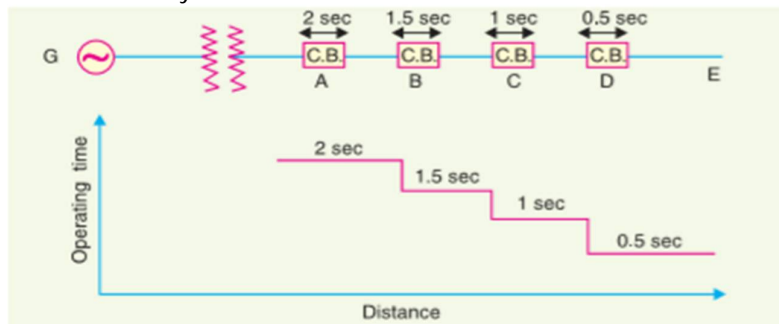 2 sec 1.5 sec 1 sec 0.5 sec
G C.B. C.B. C.B. C.B.
A B C D E
2 sec
1.5 sec
1 sec
0.5 sec
Operating time
Distance